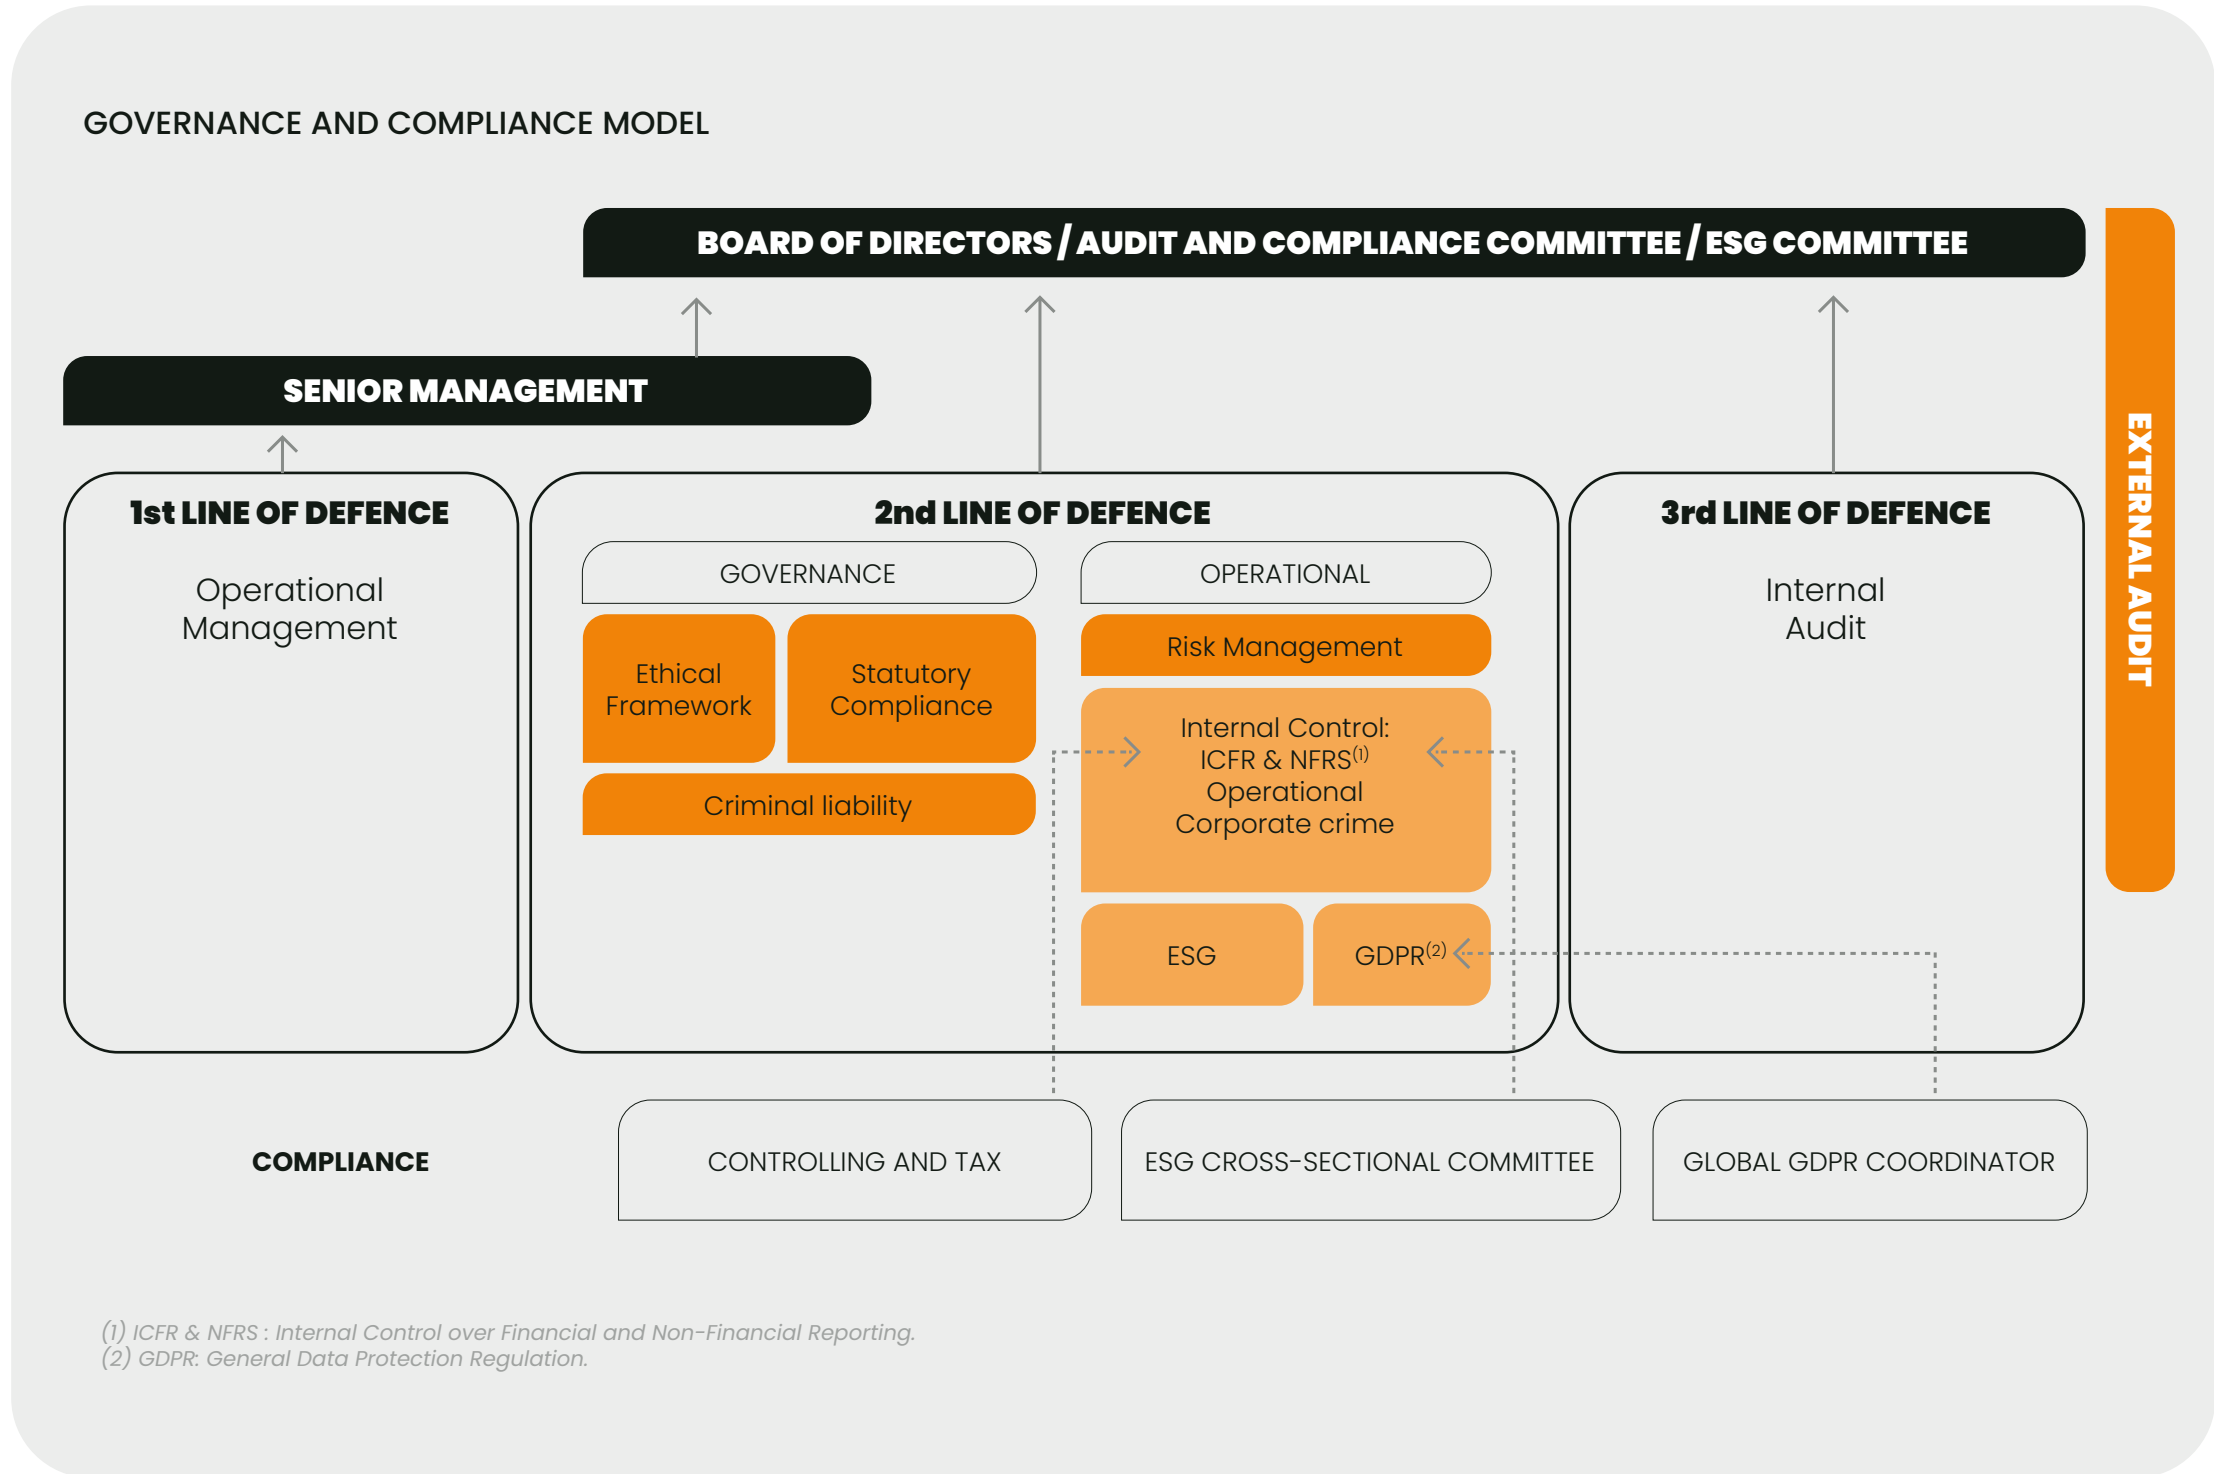 GOVERNANCE AND COMPLIANCE MODEL
BOARD OF DIRECTORS / AUDIT AND COMPLIANCE COMMITTEE / ESG COMMITTEE
SENIOR MANAGEMENT
EXTERNAL AUDIT
1st LINE OF DEFENCE
Operational
Management
2nd LINE OF DEFENCE
GOVERNANCE
Ethical
Framework
Statutory
Compliance
Criminal liability
OPERATIONAL
Risk Management
Internal Control:
ICFR & NFRS(1)
Operational
Corporate crime
ESG
GDPR(2)
3rd LINE OF DEFENCE
Internal
Audit
COMPLIANCE
CONTROLLING AND TAX
ESG CROSS-SECTIONAL COMMITTEE
GLOBAL GDPR COORDINATOR
(1) ICFR & NFRS : Internal Control over Financial and Non-Financial Reporting.
(2) GDPR: General Data Protection Regulation.